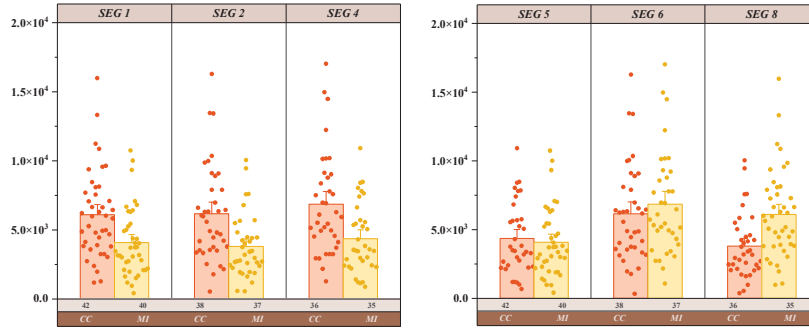 SEG 1 SEG 2 SEG 4
2.0×10⁴
1.5×10⁴
1.0×10⁴
5.0×10³
0.0
42 40 38 37 36 35
CC MI CC MI CC MI
SEG 5 SEG 6 SEG 8
2.0×10⁴
1.5×10⁴
1.0×10⁴
5.0×10³
0.0
42 40 38 37 36 35
CC MI CC MI CC MI